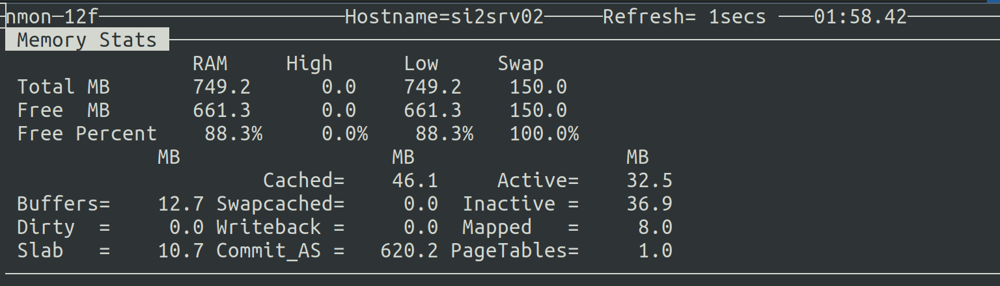 nmon 12f Hostname=si2srv02 Refresh= 1secs 01:58.42
Memory Stats
RAM High Low Swap
Total MB 749.2 0.0 749.2 150.0
Free MB 661.3 0.0 661.3 150.0
Free Percent 88.3% 0.0% 88.3% 100.0%
MB MB MB
Cached= 46.1 Active= 32.5
Buffers= 12.7 Swapcached= 0.0 Inactive = 36.9
Dirty = 0.0 Writeback = 0.0 Mapped = 8.0
Slab = 10.7 Commit_AS = 620.2 PageTables= 1.0